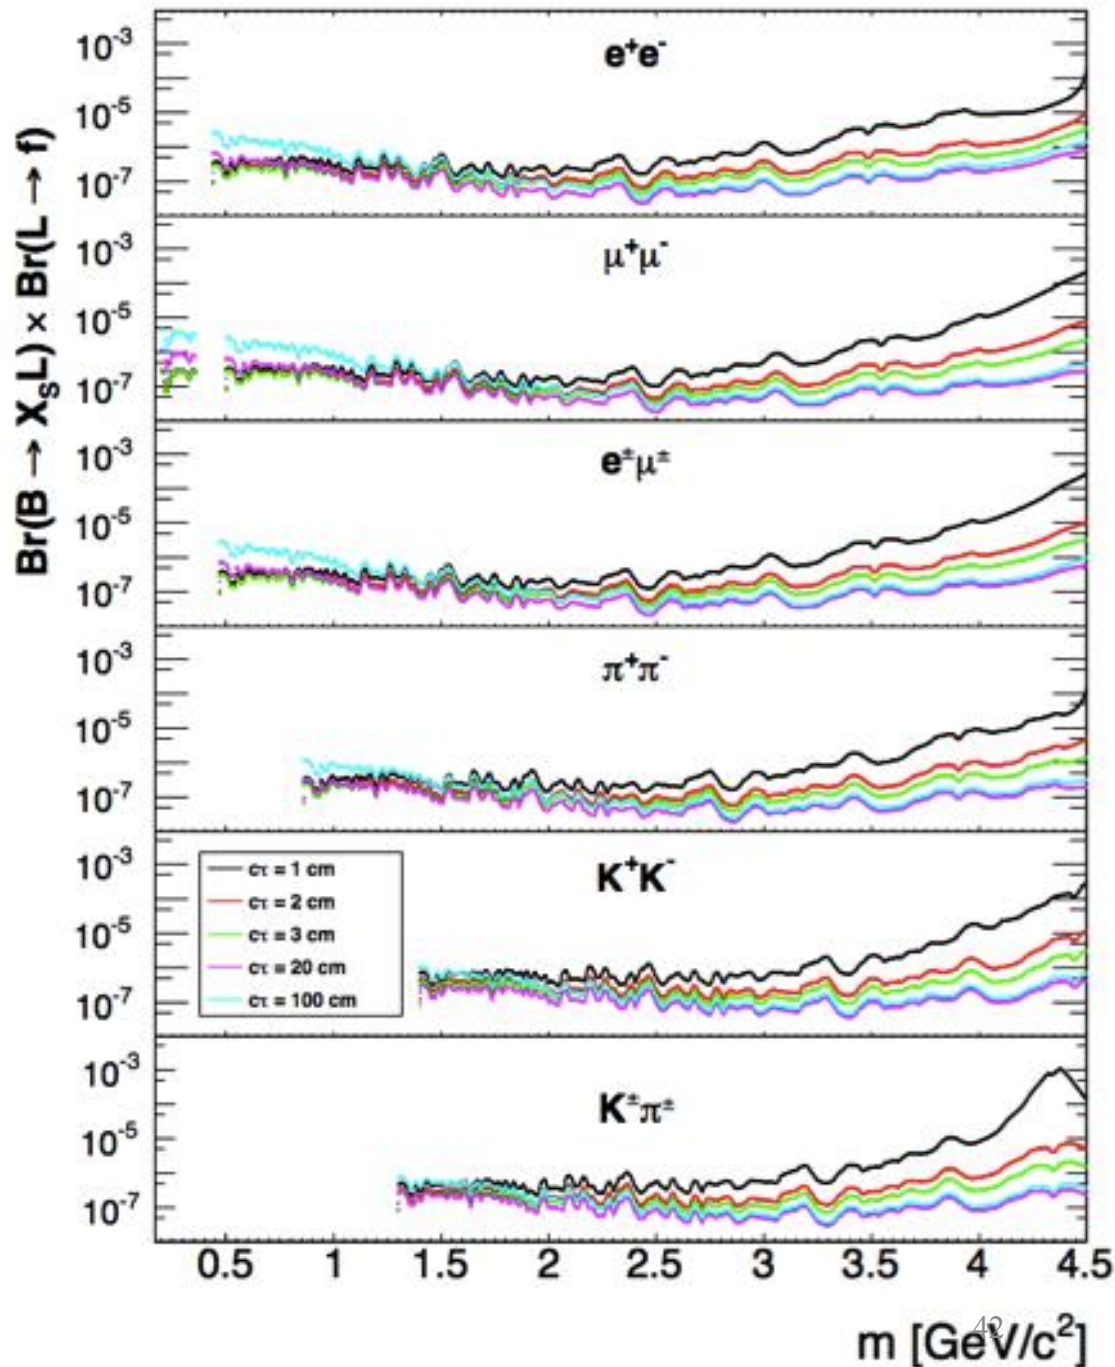 Br(B → X_S L) × Br(L → f)
10⁻³
e⁺e⁻
10⁻⁵
10⁻⁷
10⁻³
μ⁺μ⁻
10⁻⁵
10⁻⁷
10⁻³
e±μ±
10⁻⁵
10⁻⁷
10⁻³
π⁺π⁻
10⁻⁵
10⁻⁷
10⁻³
K⁺K⁻
10⁻⁵
10⁻⁷
cτ = 1 cm
cτ = 2 cm
cτ = 3 cm
cτ = 20 cm
cτ = 100 cm
10⁻³
K±π±
10⁻⁵
10⁻⁷
0.5 1 1.5 2 2.5 3 3.5 4 4.5
m [GeV/c²]
42